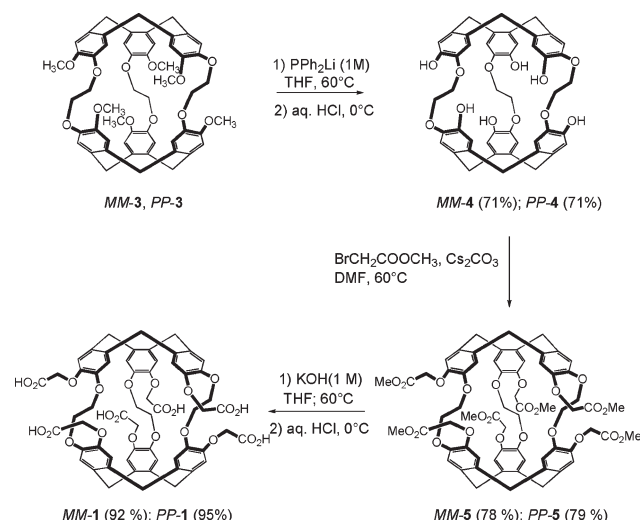 H₃CO
OCH₃
H₃CO
O
O
O
O
O
O
OCH₃
H₃CO
OCH₃
1) PPh₂Li (1M)
THF, 60°C
2) aq. HCl, 0°C
O
HO
OH
HO
O
O
O
O
O
OH
HO
OH
MM-3, PP-3
MM-4 (71%); PP-4 (71%)
BrCH₂COOCH₃, Cs₂CO₃
DMF, 60°C
HO₂C
O
O
O
O
O
O
HO₂C
CO₂H
CO₂H
HO₂C
O
O
O
O
O
O
CO₂H
1) KOH(1 M)
THF; 60°C
2) aq. HCl, 0°C
MeO₂C
O
O
O
O
O
O
MeO₂C
CO₂Me
CO₂Me
MeO₂C
O
O
O
O
O
O
CO₂Me
MM-1 (92 %); PP-1 (95%)
MM-5 (78 %); PP-5 (79 %)